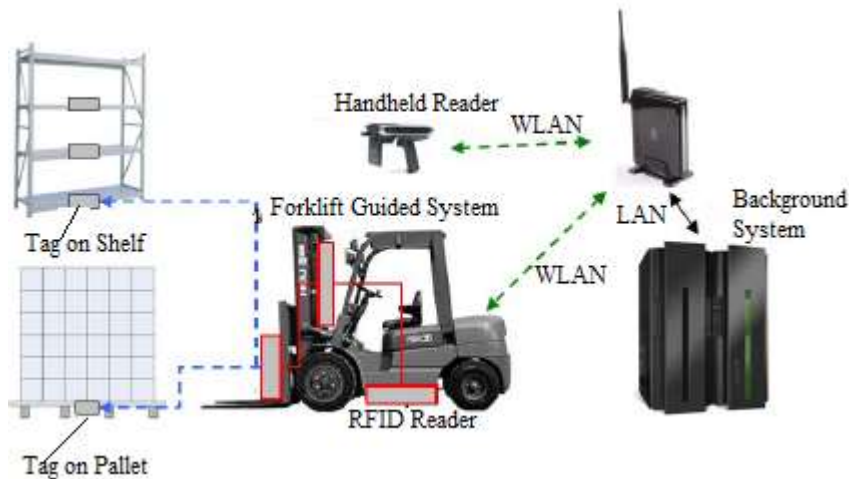 Handheld Reader
WLAN
Forklift Guided System
Background
System
LAN
Tag on Shelf
WLAN
RFID Reader
Tag on Pallet